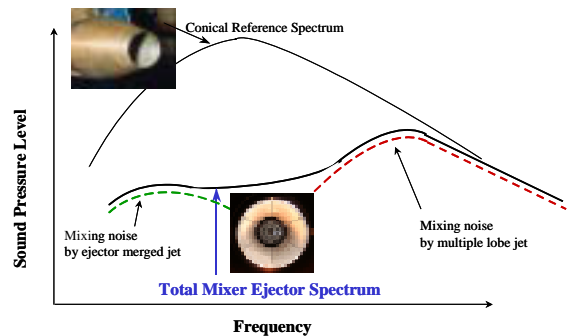 Conical Reference Spectrum
Sound Pressure Level
Mixing noise
by ejector merged jet
Mixing noise
by multiple lobe jet
Total Mixer Ejector Spectrum
Frequency